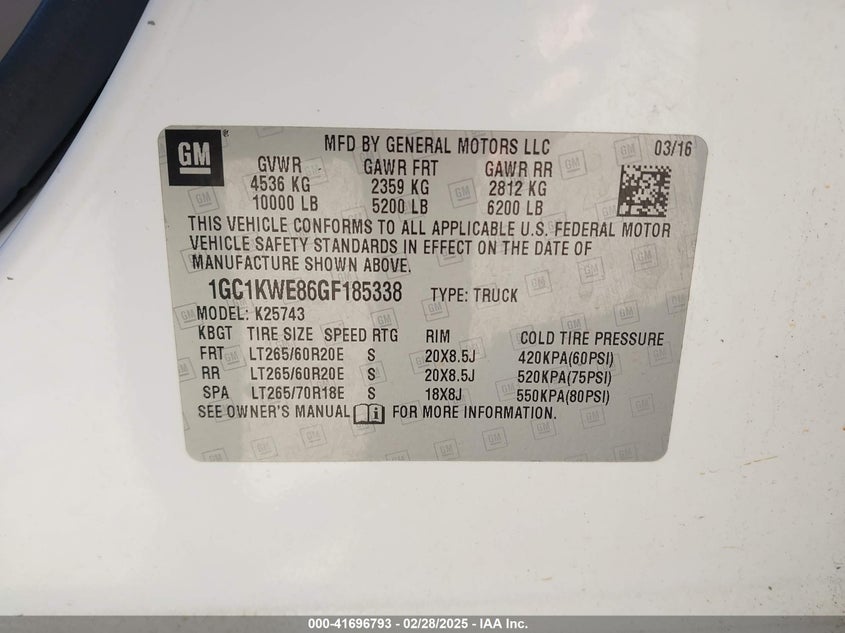 GM
MFD BY GENERAL MOTORS LLC 03/16
GVWR GAWR FRT GAWR RR
4536 KG 2359 KG 2812 KG
10000 LB 5200 LB 6200 LB
THIS VEHICLE CONFORMS TO ALL APPLICABLE U.S. FEDERAL MOTOR
VEHICLE SAFETY STANDARDS IN EFFECT ON THE DATE OF
MANUFACTURE SHOWN ABOVE.
1GC1KWE86GF185338 TYPE: TRUCK
MODEL: K25743
KBGT TIRE SIZE SPEED RTG RIM COLD TIRE PRESSURE
FRT LT265/60R20E S 20X8.5J 420KPA(60PSI)
RR LT265/60R20E S 20X8.5J 520KPA(75PSI)
SPA LT265/70R18E S 18X8J 550KPA(80PSI)
SEE OWNER'S MANUAL FOR MORE INFORMATION.
000-41696793 - 02/28/2025 - IAA Inc.